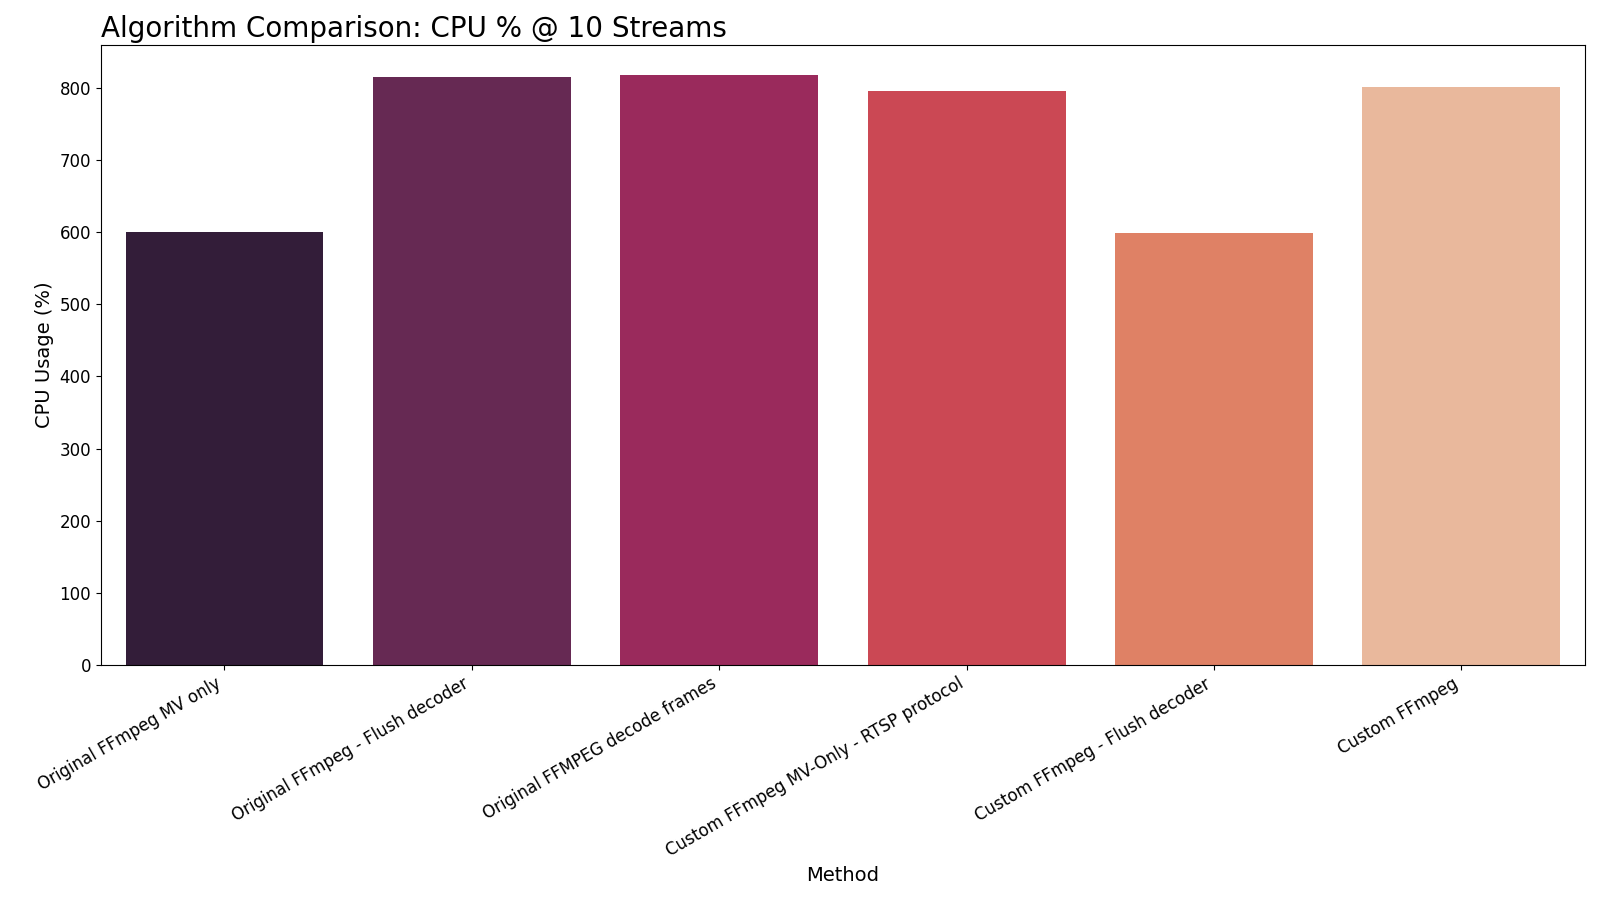 Algorithm Comparison: CPU % @ 10 Streams
CPU Usage (%)
800
700
600
500
400
300
200
100
0
Original FFmpeg MV only
Original FFmpeg - Flush decoder
Original FFMPEG decode frames
Custom FFmpeg MV-Only - RTSP protocol
Custom FFmpeg - Flush decoder
Custom FFmpeg
Method